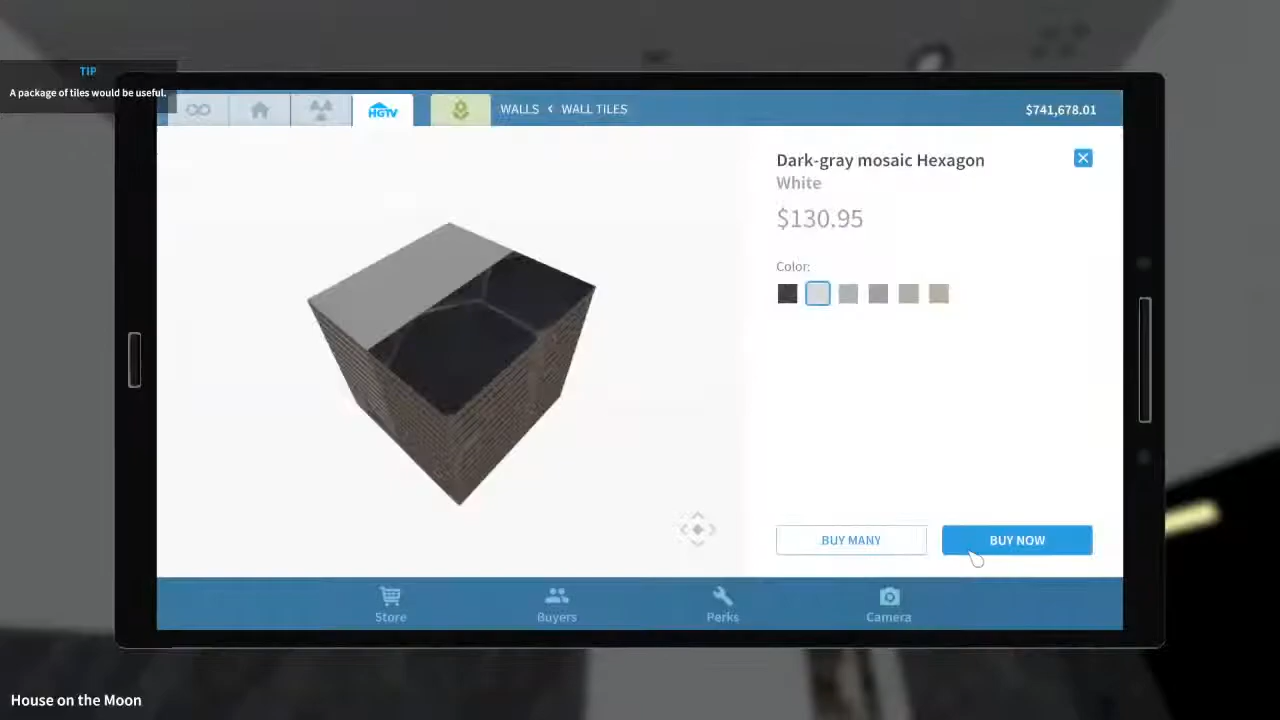 TIP
A package of tiles would be useful.
HGTV
WALLS < WALL TILES
$741,678.01
Dark-gray mosaic Hexagon
White
$130.95
Color:
BUY MANY
BUY NOW
Store
Buyers
Perks
Camera
House on the Moon